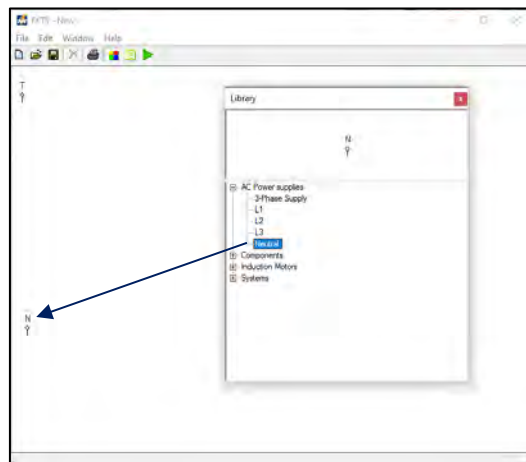 File Edit Window Help
T
Library
N
AC Power supplies
3-Phase Supply
L1
L2
L3
Neutral
Components
Induction Motors
Systems
N